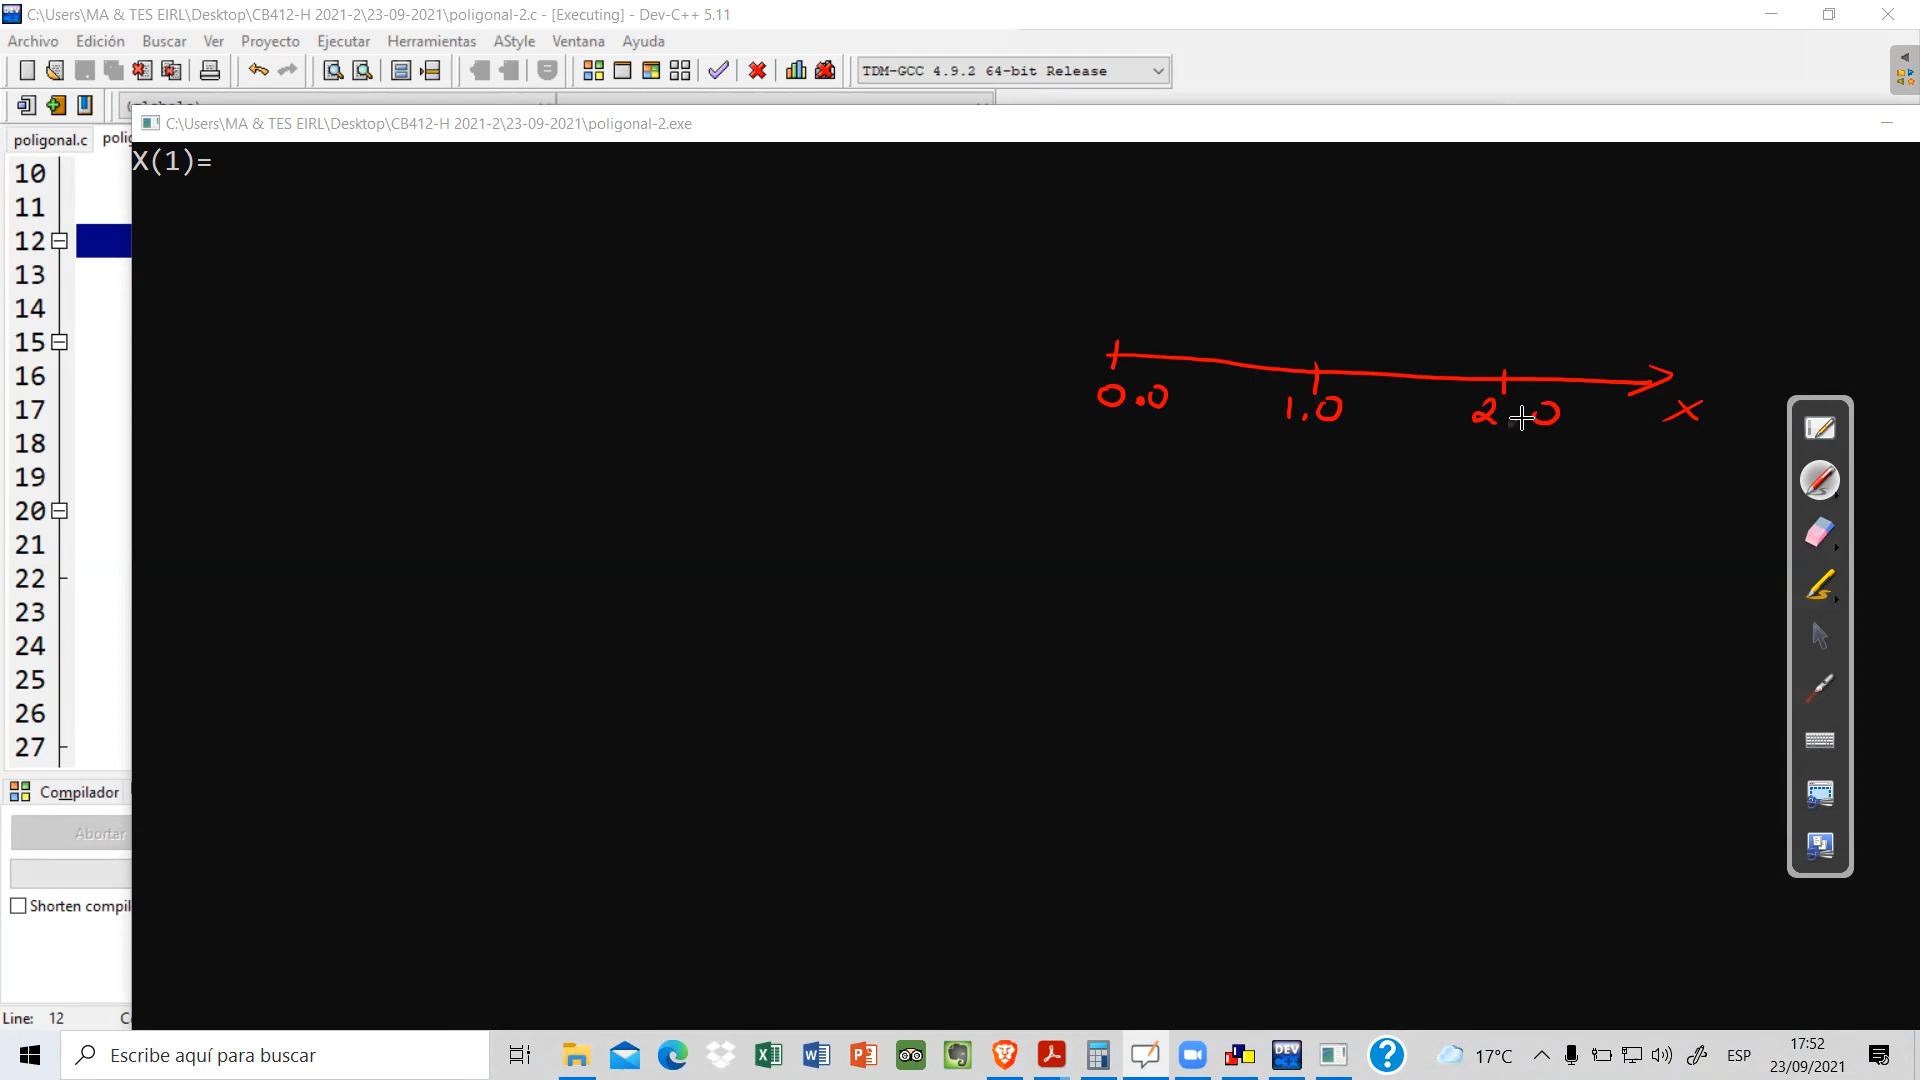 C:\Users\MA & TES EIRL\Desktop\CB412-H 2021-2\23-09-2021\poligonal-2.c - [Executing] - Dev-C++ 5.11
Archivo Edición Buscar Ver Proyecto Ejecutar Herramientas AStyle Ventana Ayuda
TDM-GCC 4.9.2 64-bit Release
C:\Users\MA & TES EIRL\Desktop\CB412-H 2021-2\23-09-2021\poligonal-2.exe
poligonal.c
X(1)=
10
11
12
13
14
15
16
17
18
19
20
21
22
23
24
25
26
27
0.0 1.0 2.0 X
Compilador
Abortar
Shorten compil
Line: 12
Escribe aquí para buscar
DEV
17°C
ESP
17:52
23/09/2021